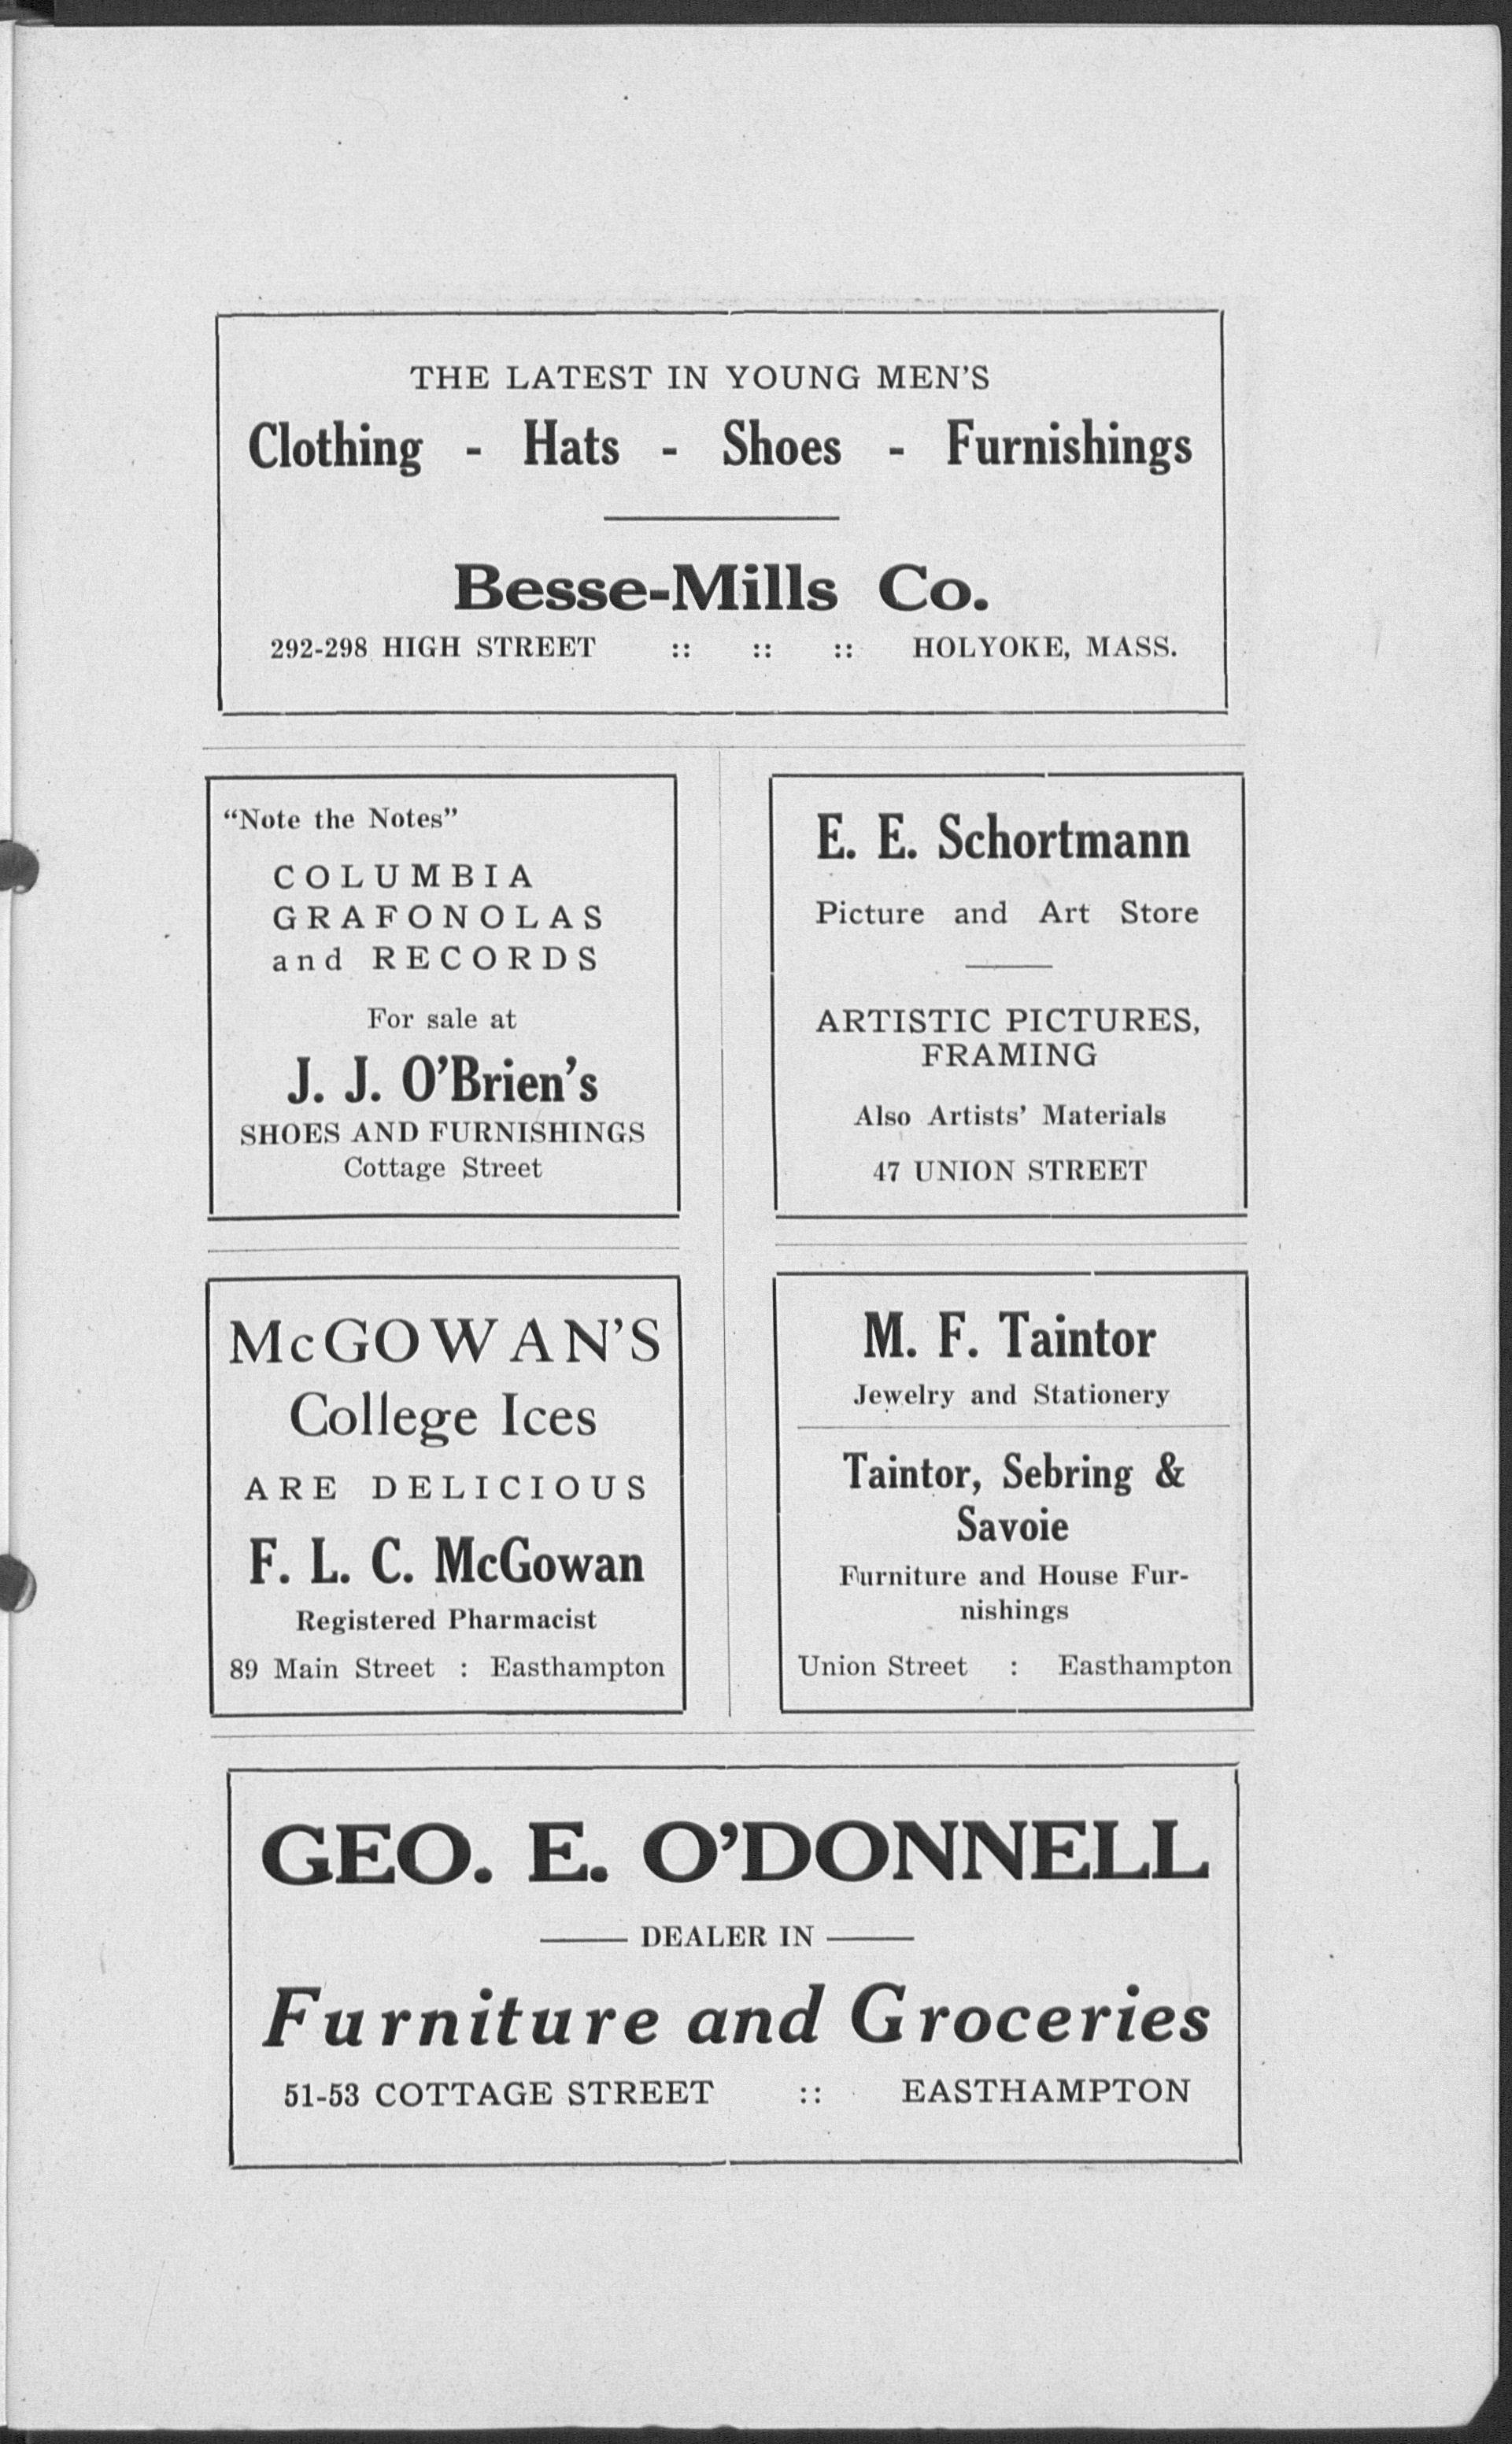 THE LATEST IN YOUNG MEN'S
Clothing - Hats - Shoes - Furnishings
Besse-Mills Co.
292-298 HIGH STREET :: :: :: HOLYOKE, MASS.
“Note the Notes”
COLUMBIA
GRAFONOLAS
and RECORDS
For sale at
J. J. O'Brien's
SHOES AND FURNISHINGS
Cottage Street
E. E. Schortmann
Picture and Art Store
ARTISTIC PICTURES,
FRAMING
Also Artists' Materials
47 UNION STREET
McGOWAN'S
College Ices
ARE DELICIOUS
F. L. C. McGowan
Registered Pharmacist
89 Main Street : Easthampton
M. F. Taintor
Jewelry and Stationery
Taintor, Sebring &
Savoie
Furniture and House Fur-
nishings
Union Street : Easthampton
GEO. E. O'DONNELL
DEALER IN
Furniture and Groceries
51-53 COTTAGE STREET :: EASTHAMPTON